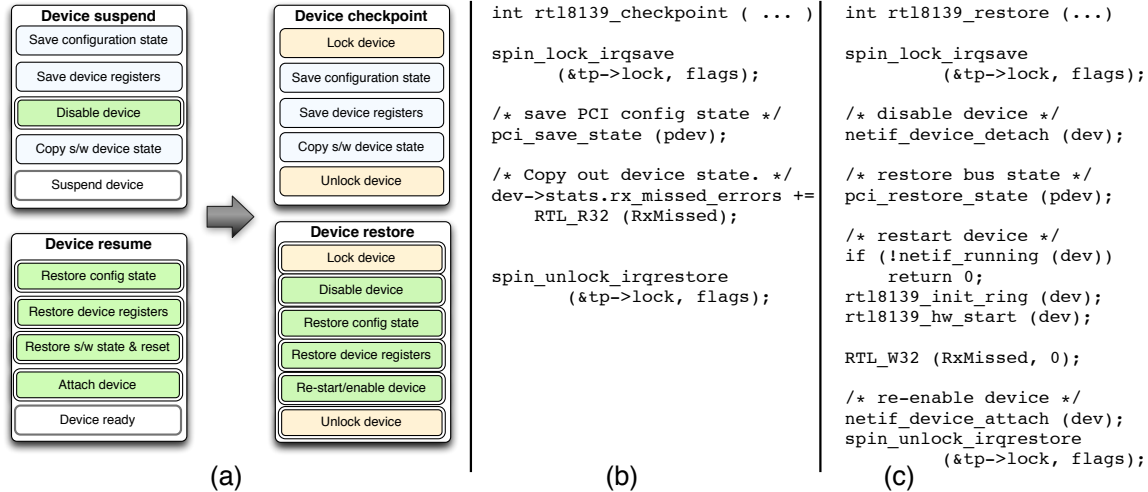 Device suspend
Save configuration state
Save device registers
Disable device
Copy s/w device state
Suspend device
Device resume
Restore config state
Restore device registers
Restore s/w state & reset
Attach device
Device ready
Device checkpoint
Lock device
Save configuration state
Save device registers
Copy s/w device state
Unlock device
Device restore
Lock device
Disable device
Restore config state
Restore device registers
Re-start/enable device
Unlock device
(a)
int rtl8139_checkpoint ( ... )
spin_lock_irqsave
(&tp->lock, flags);
/* save PCI config state */
pci_save_state (pdev);
/* Copy out device state. */
dev->stats.rx_missed_errors +=
RTL_R32 (RxMissed);
spin_unlock_irqrestore
(&tp->lock, flags);
(b)
int rtl8139_restore (...)
spin_lock_irqsave
(&tp->lock, flags);
/* disable device */
netif_device_detach (dev);
/* restore bus state */
pci_restore_state (pdev);
/* restart device */
if (!netif_running (dev))
return 0;
rtl8139_init_ring (dev);
rtl8139_hw_start (dev);
RTL_W32 (RxMissed, 0);
/* re-enable device */
netif_device_attach (dev);
spin_unlock_irqrestore
(&tp->lock, flags);
(c)